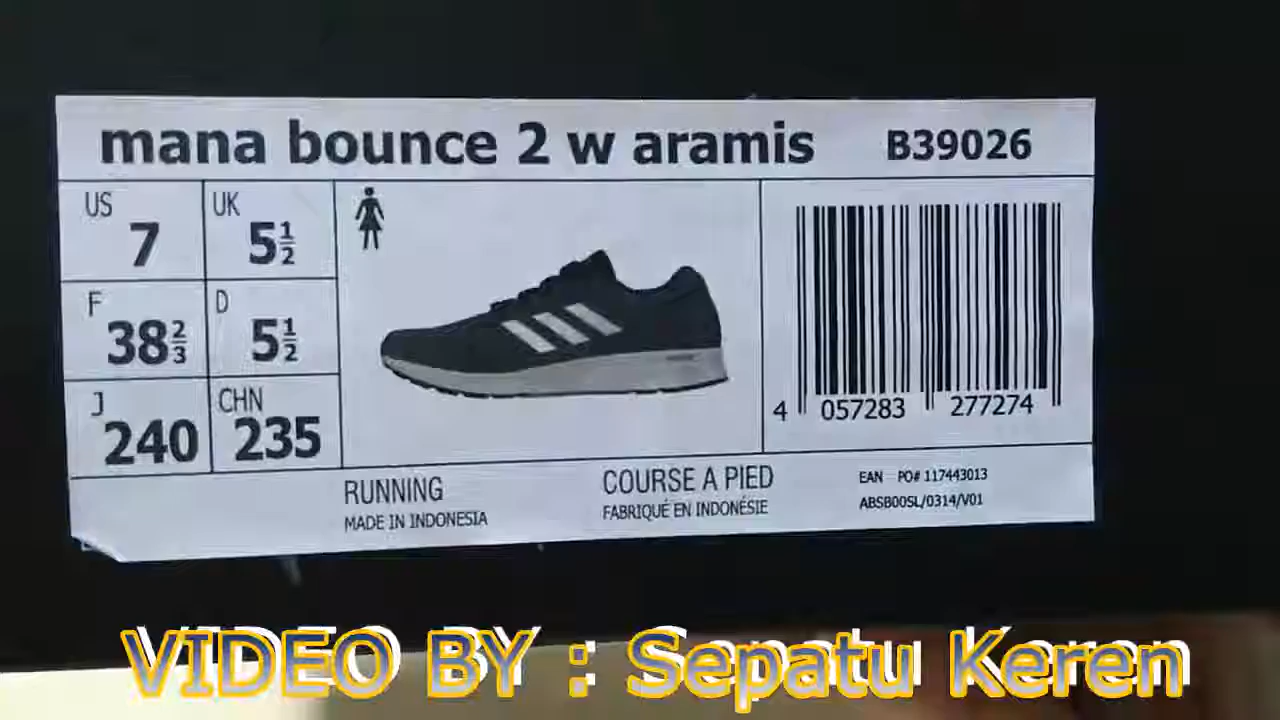 mana bounce 2 w aramis B39026
US 7 UK 5½
F 38⅔ D 5½
J 240 CHN 235
4 057283 277274
RUNNING COURSE A PIED EAN PO# 117443013
MADE IN INDONESIA FABRIQUÉ EN INDONÉSIE ABSB00SL/0314/V01
VIDEO BY : Sepatu Keren